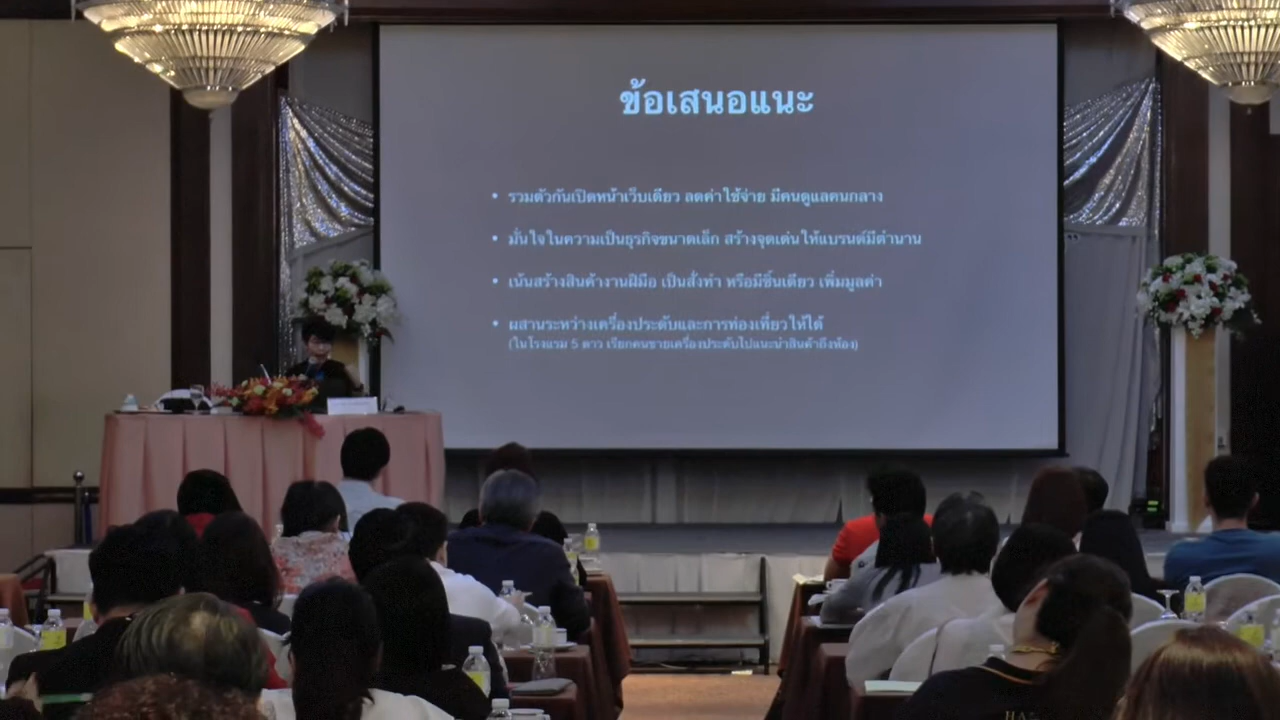 ข้อเสนอแนะ
• รวมตัวกันเปิดหน้าเว็บเดียว ลดค่าใช้จ่าย มีคนดูแลคนกลาง
• มั่นใจในความเป็นธุรกิจขนาดเล็ก สร้างจุดเด่นให้แบรนด์มีตำนาน
• เน้นสร้างสินค้างานฝีมือ เป็นสั่งทำ หรือมีชิ้นเดียว เพิ่มมูลค่า
• ผสานระหว่างเครื่องประดับและการท่องเที่ยวให้ได้
(ในโรงแรม 5 ดาว เรียกคนขายเครื่องประดับไปแนะนำสินค้าถึงห้อง)